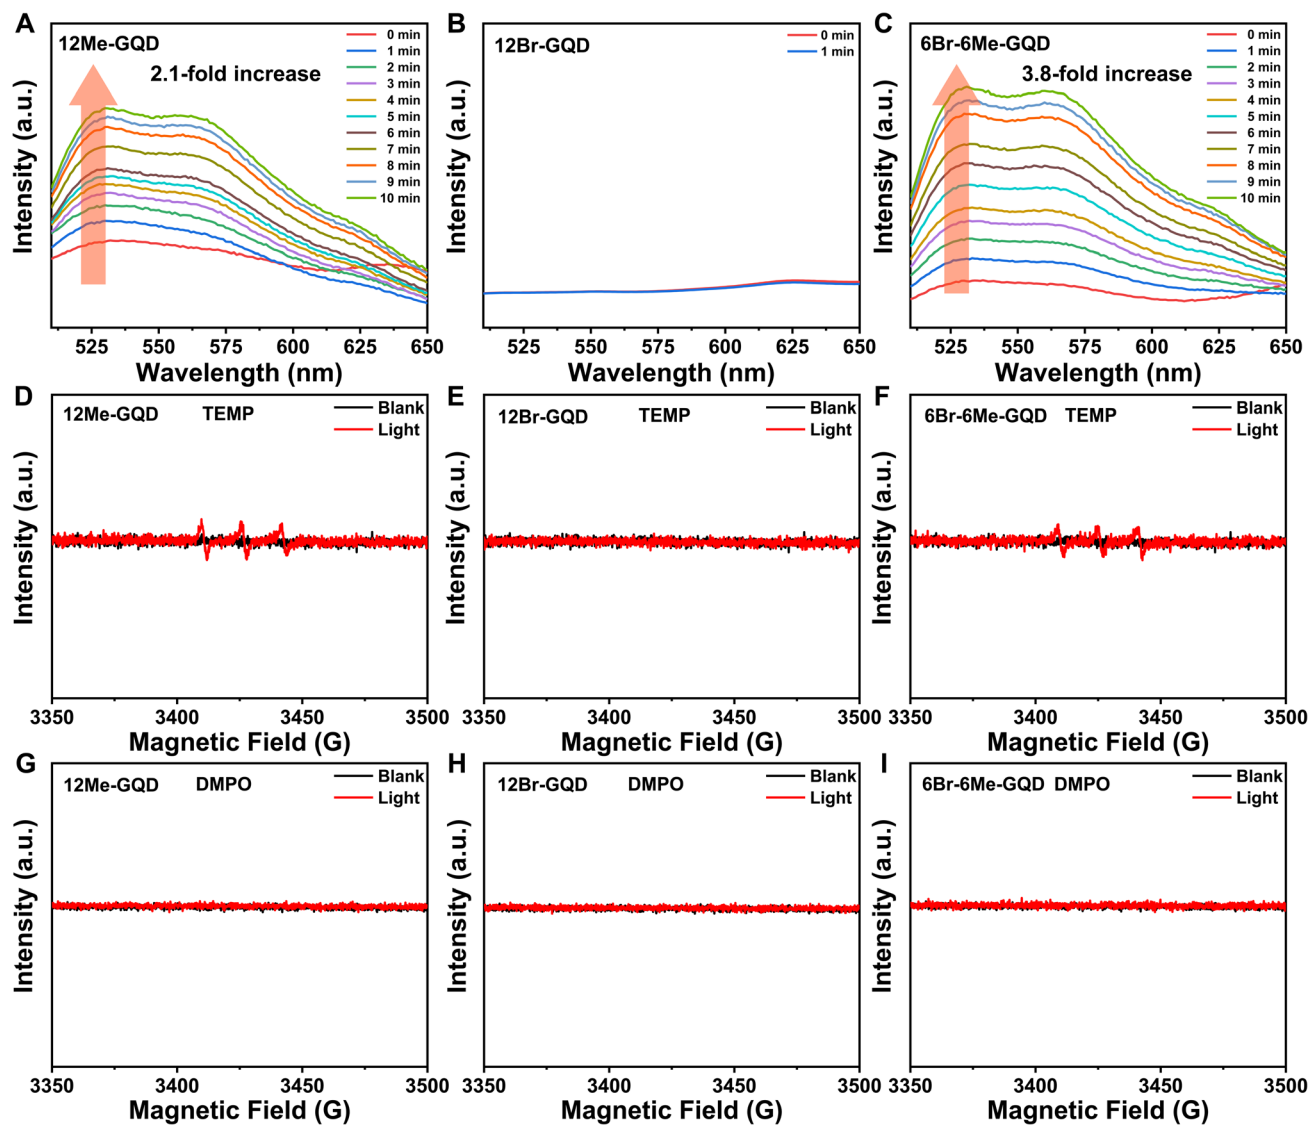 A
12Me-GQD
2.1-fold increase
0 min
1 min
2 min
3 min
4 min
5 min
6 min
7 min
8 min
9 min
10 min
Intensity (a.u.)
525 550 575 600 625 650
Wavelength (nm)
B
12Br-GQD
0 min
1 min
Intensity (a.u.)
525 550 575 600 625 650
Wavelength (nm)
C
6Br-6Me-GQD
3.8-fold increase
0 min
1 min
2 min
3 min
4 min
5 min
6 min
7 min
8 min
9 min
10 min
Intensity (a.u.)
525 550 575 600 625 650
Wavelength (nm)
D
12Me-GQD TEMP
Blank
Light
Intensity (a.u.)
3350 3400 3450 3500
Magnetic Field (G)
E
12Br-GQD TEMP
Blank
Light
Intensity (a.u.)
3350 3400 3450 3500
Magnetic Field (G)
F
6Br-6Me-GQD TEMP
Blank
Light
Intensity (a.u.)
3350 3400 3450 3500
Magnetic Field (G)
G
12Me-GQD DMPO
Blank
Light
Intensity (a.u.)
3350 3400 3450 3500
Magnetic Field (G)
H
12Br-GQD DMPO
Blank
Light
Intensity (a.u.)
3350 3400 3450 3500
Magnetic Field (G)
I
6Br-6Me-GQD DMPO
Blank
Light
Intensity (a.u.)
3350 3400 3450 3500
Magnetic Field (G)